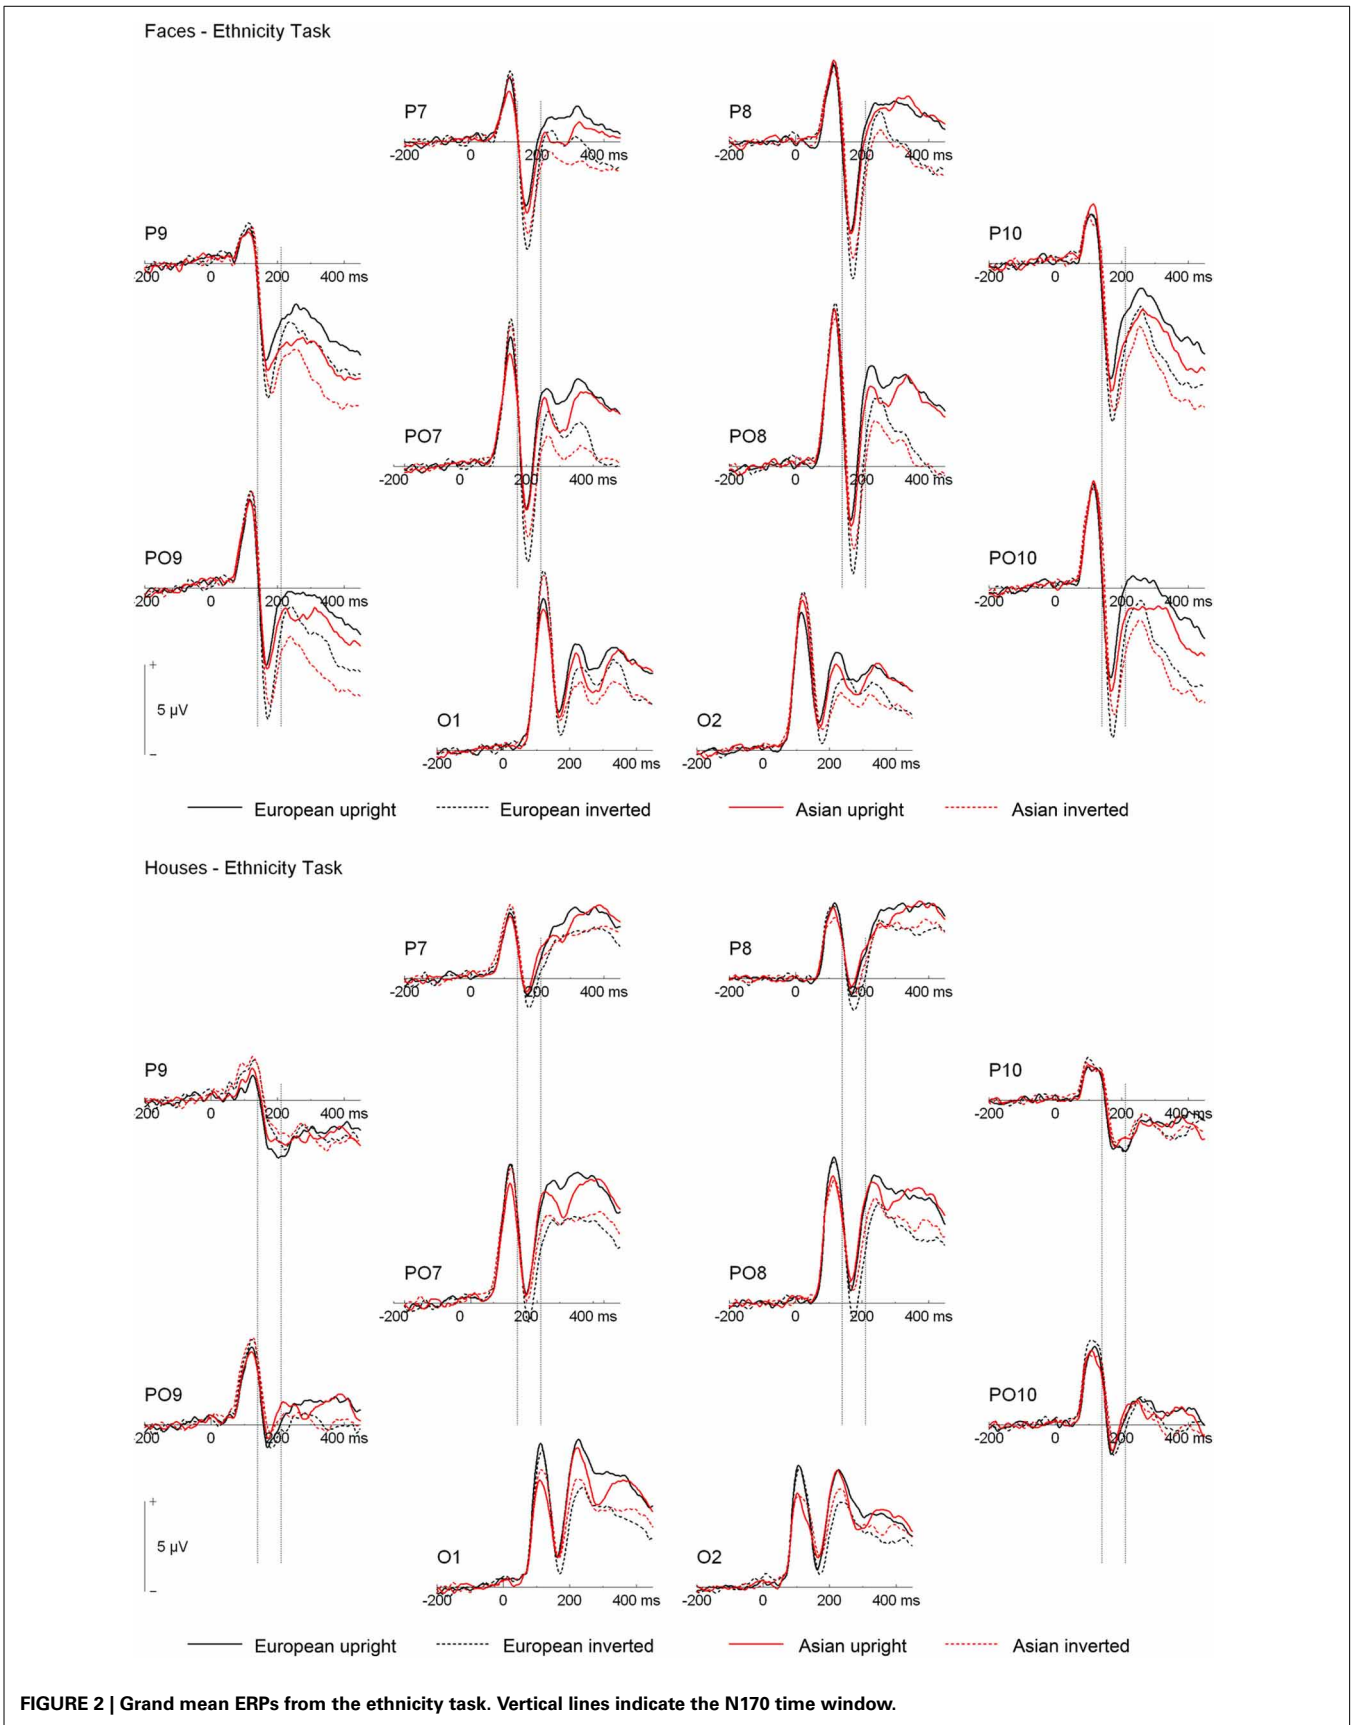 Faces - Ethnicity Task
P7
P8
-200 0 200 400 ms
-200 0 200 400 ms
P9
P10
200 0 200 400 ms
-200 0 200 400 ms
PO7
PO8
-200 0 200 400 ms
-200 0 200 400 ms
PO9
PO10
200 0 200 400 ms
-200 0 200 400 ms
+
5 µV
−
O1
O2
-200 0 200 400 ms
-200 0 200 400 ms
European upright European inverted Asian upright Asian inverted
Houses - Ethnicity Task
P7
P8
-200 0 200 400 ms
-200 0 200 400 ms
P9
P10
200 0 200 400 ms
-200 0 200 400 ms
PO7
PO8
-200 0 200 400 ms
-200 0 200 400 ms
PO9
PO10
200 0 200 400 ms
-200 0 200 400 ms
+
5 µV
−
O1
O2
-200 0 200 400 ms
-200 0 200 400 ms
European upright European inverted Asian upright Asian inverted
FIGURE 2 | Grand mean ERPs from the ethnicity task. Vertical lines indicate the N170 time window.